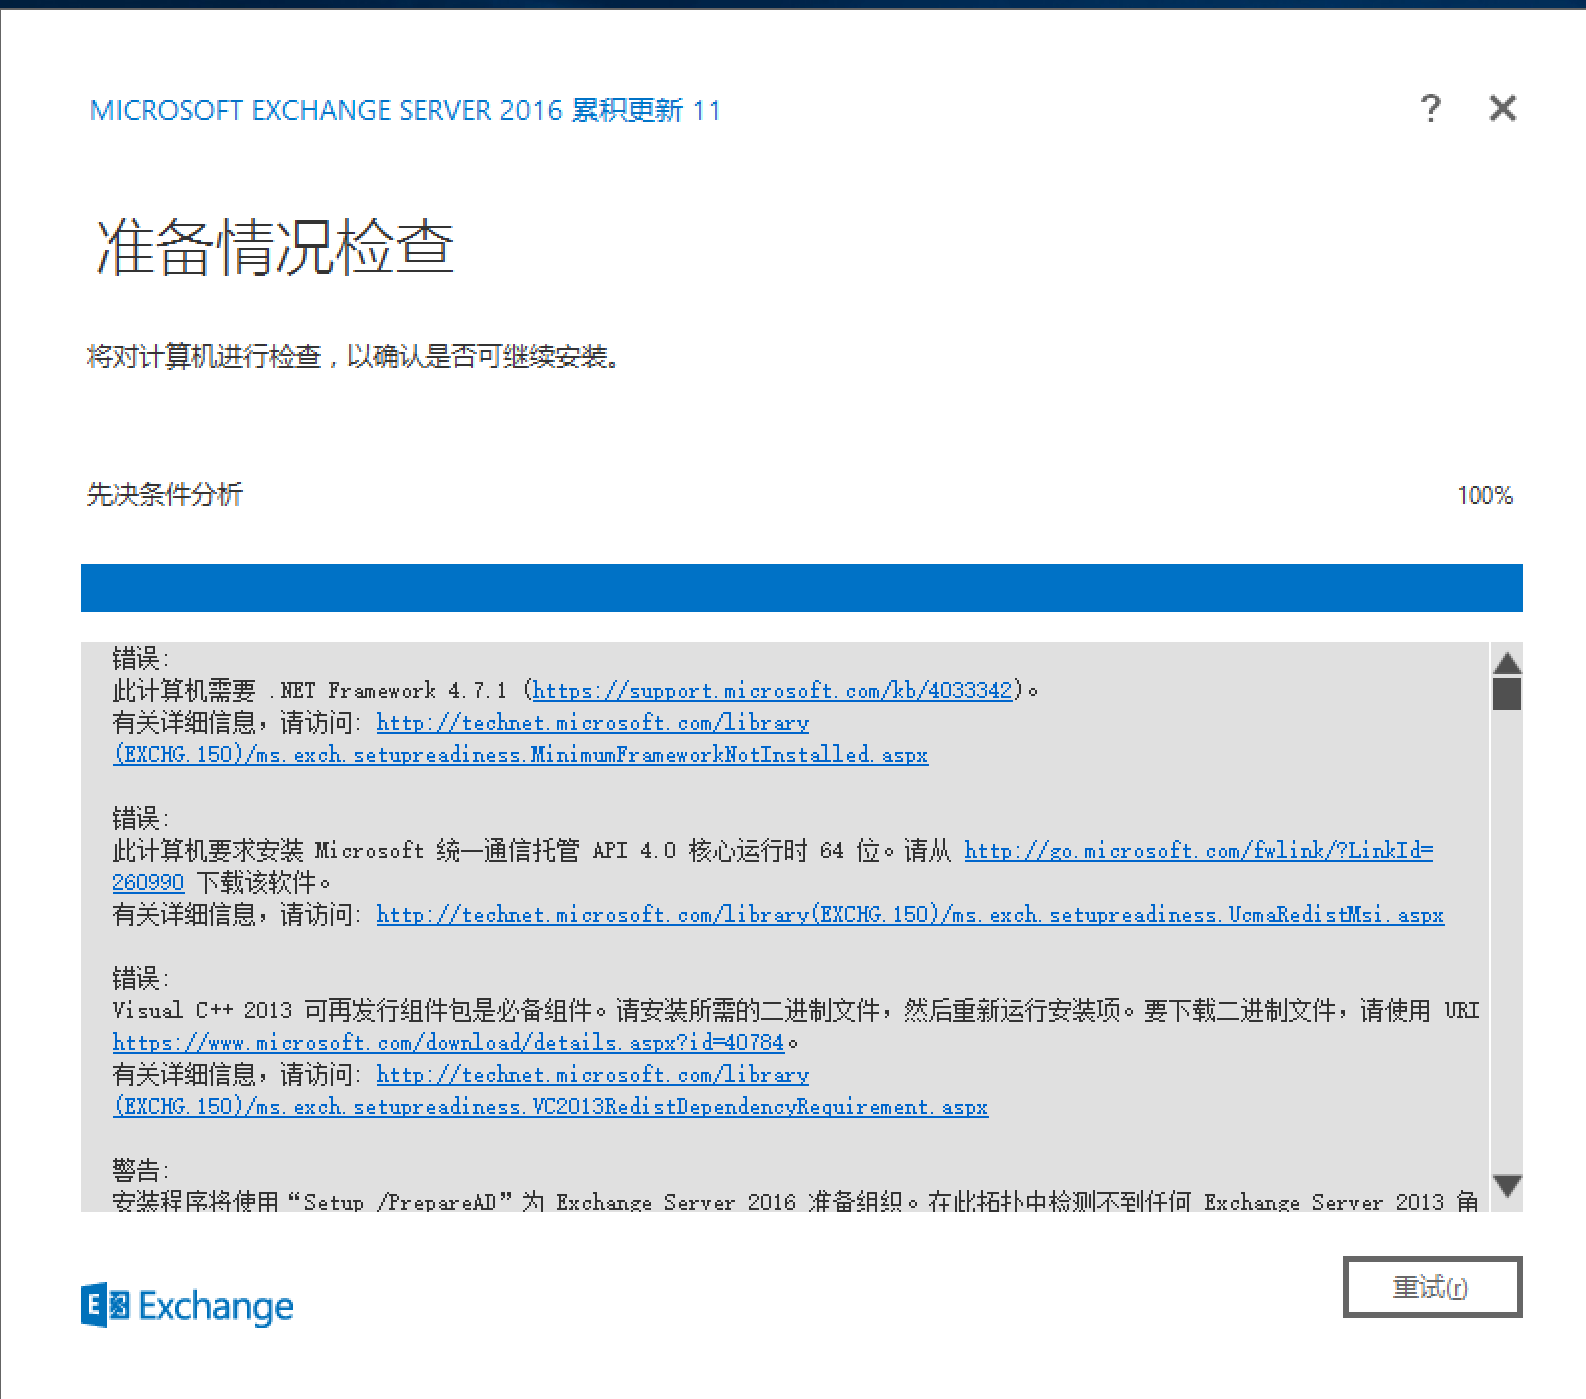 MICROSOFT EXCHANGE SERVER 2016 累积更新 11
? ×
准备情况检查
将对计算机进行检查，以确认是否可继续安装。
先决条件分析 100%
错误:
此计算机需要 .NET Framework 4.7.1 (https://support.microsoft.com/kb/4033342)。
有关详细信息，请访问: http://technet.microsoft.com/library
(EXCHG.150)/ms.exch.setupreadiness.MinimumFrameworkNotInstalled.aspx
错误:
此计算机要求安装 Microsoft 统一通信托管 API 4.0 核心运行时 64 位。请从 http://go.microsoft.com/fwlink/?LinkId=
260990 下载该软件。
有关详细信息，请访问: http://technet.microsoft.com/library(EXCHG.150)/ms.exch.setupreadiness.UcmaRedistMsi.aspx
错误:
Visual C++ 2013 可再发行组件包是必备组件。请安装所需的二进制文件，然后重新运行安装项。要下载二进制文件，请使用 URI
https://www.microsoft.com/download/details.aspx?id=40784。
有关详细信息，请访问: http://technet.microsoft.com/library
(EXCHG.150)/ms.exch.setupreadiness.VC2013RedistDependencyRequirement.aspx
警告:
安装程序将使用“Setup /PrepareAD”为 Exchange Server 2016 准备组织。在此拓扑中检测不到任何 Exchange Server 2013 角
重试(r)
Exchange